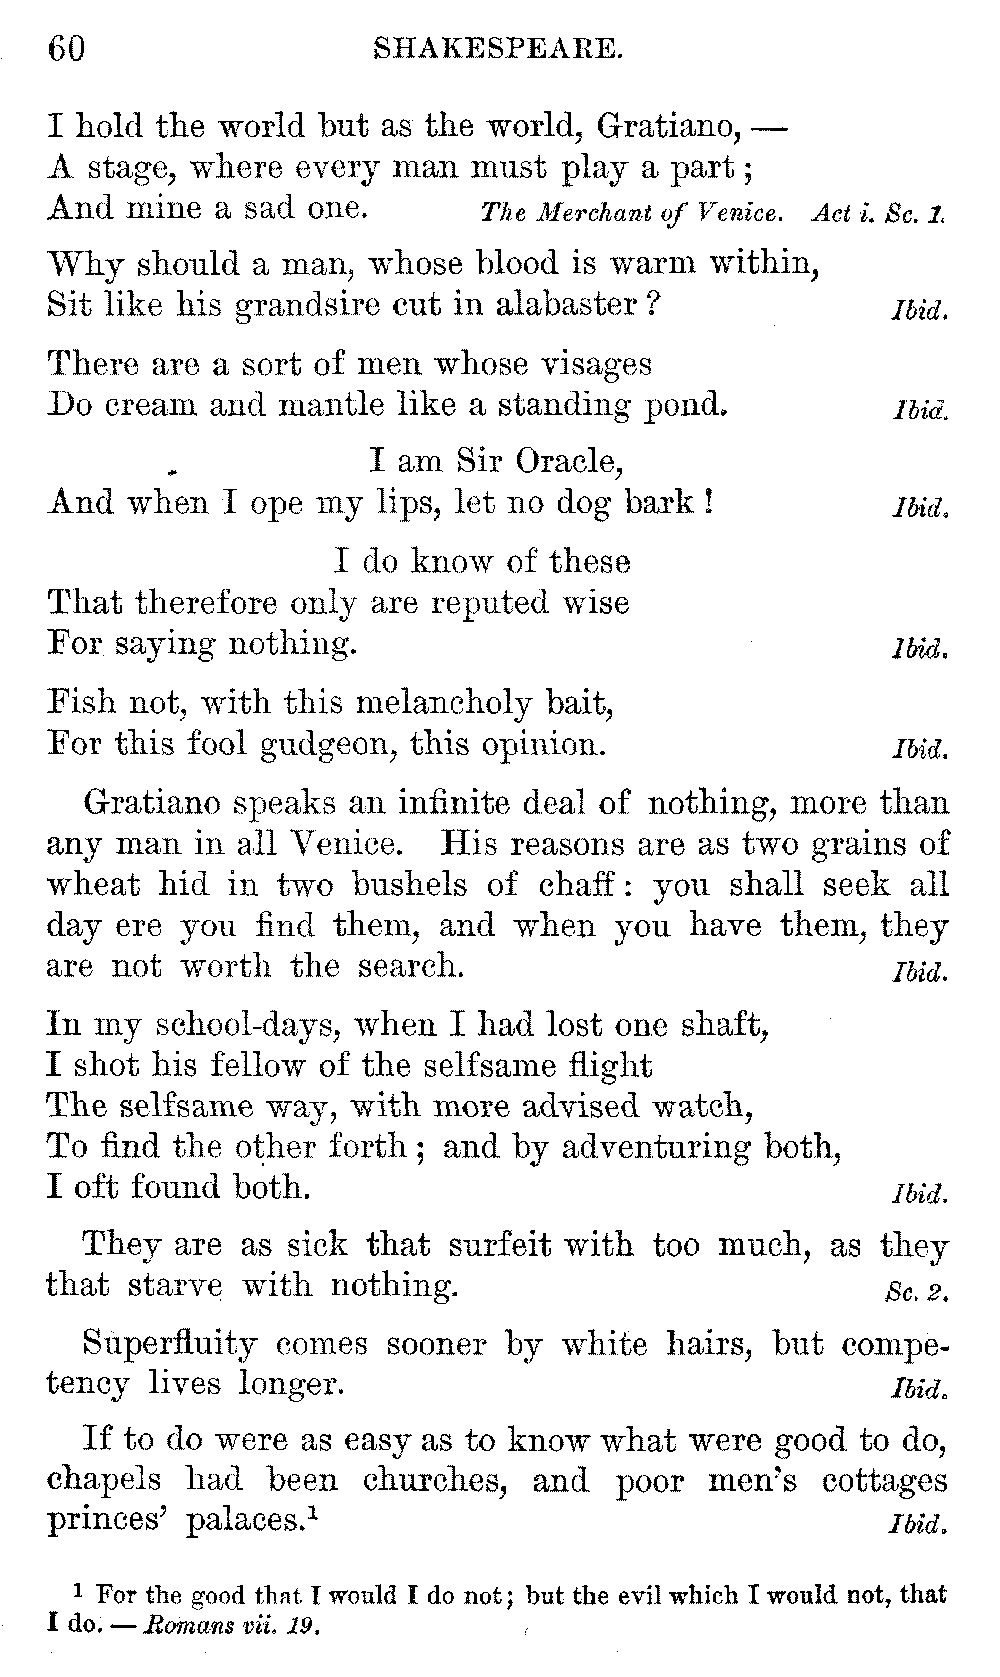 60 SHAKESPEARE.
I hold the world but as the world, Gratiano, —
A stage, where every man must play a part;
And mine a sad one. The Merchant of Venice. Act i. Sc. 1.
Why should a man, whose blood is warm within,
Sit like his grandsire cut in alabaster? Ibid.
There are a sort of men whose visages
Do cream and mantle like a standing pond. Ibid.
I am Sir Oracle,
And when I ope my lips, let no dog bark! Ibid.
I do know of these
That therefore only are reputed wise
For saying nothing. Ibid.
Fish not, with this melancholy bait,
For this fool gudgeon, this opinion. Ibid.
Gratiano speaks an infinite deal of nothing, more than
any man in all Venice. His reasons are as two grains of
wheat hid in two bushels of chaff: you shall seek all
day ere you find them, and when you have them, they
are not worth the search. Ibid.
In my school-days, when I had lost one shaft,
I shot his fellow of the selfsame flight
The selfsame way, with more advised watch,
To find the other forth; and by adventuring both,
I oft found both. Ibid.
They are as sick that surfeit with too much, as they
that starve with nothing. Sc. 2.
Superfluity comes sooner by white hairs, but compe-
tency lives longer. Ibid.
If to do were as easy as to know what were good to do,
chapels had been churches, and poor men's cottages
princes' palaces.¹ Ibid.
¹ For the good that I would I do not; but the evil which I would not, that
I do. — Romans vii. 19.